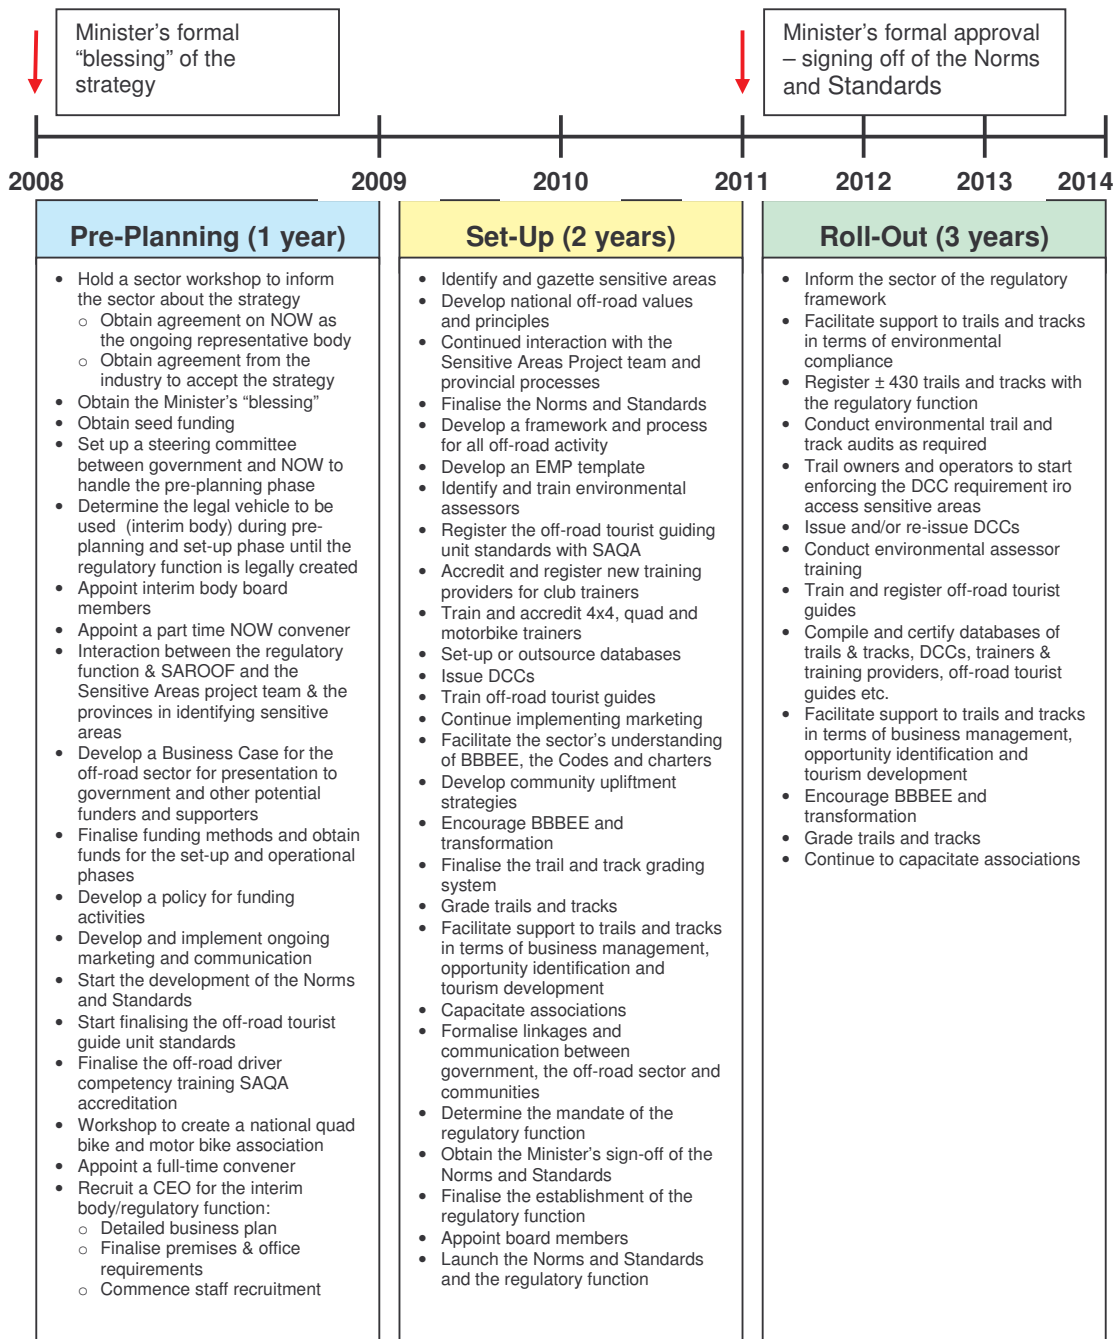 Minister’s formal
“blessing” of the
strategy
Minister’s formal approval
– signing off of the Norms
and Standards
2008
2009
2010
2011
2012
2013
2014
Pre-Planning (1 year)
• Hold a sector workshop to inform
the sector about the strategy
○ Obtain agreement on NOW as
the ongoing representative body
○ Obtain agreement from the
industry to accept the strategy
• Obtain the Minister’s “blessing”
• Obtain seed funding
• Set up a steering committee
between government and NOW to
handle the pre-planning phase
• Determine the legal vehicle to be
used (interim body) during pre-
planning and set-up phase until the
regulatory function is legally created
• Appoint interim body board
members
• Appoint a part time NOW convener
• Interaction between the regulatory
function & SAROOF and the
Sensitive Areas project team & the
provinces in identifying sensitive
areas
• Develop a Business Case for the
off-road sector for presentation to
government and other potential
funders and supporters
• Finalise funding methods and obtain
funds for the set-up and operational
phases
• Develop a policy for funding
activities
• Develop and implement ongoing
marketing and communication
• Start the development of the Norms
and Standards
• Start finalising the off-road tourist
guide unit standards
• Finalise the off-road driver
competency training SAQA
accreditation
• Workshop to create a national quad
bike and motor bike association
• Appoint a full-time convener
• Recruit a CEO for the interim
body/regulatory function:
○ Detailed business plan
○ Finalise premises & office
requirements
○ Commence staff recruitment
Set-Up (2 years)
• Identify and gazette sensitive areas
• Develop national off-road values
and principles
• Continued interaction with the
Sensitive Areas Project team and
provincial processes
• Finalise the Norms and Standards
• Develop a framework and process
for all off-road activity
• Develop an EMP template
• Identify and train environmental
assessors
• Register the off-road tourist guiding
unit standards with SAQA
• Accredit and register new training
providers for club trainers
• Train and accredit 4x4, quad and
motorbike trainers
• Set-up or outsource databases
• Issue DCCs
• Train off-road tourist guides
• Continue implementing marketing
• Facilitate the sector’s understanding
of BBBEE, the Codes and charters
• Develop community upliftment
strategies
• Encourage BBBEE and
transformation
• Finalise the trail and track grading
system
• Grade trails and tracks
• Facilitate support to trails and tracks
in terms of business management,
opportunity identification and
tourism development
• Capacitate associations
• Formalise linkages and
communication between
government, the off-road sector and
communities
• Determine the mandate of the
regulatory function
• Obtain the Minister’s sign-off of the
Norms and Standards
• Finalise the establishment of the
regulatory function
• Appoint board members
• Launch the Norms and Standards
and the regulatory function
Roll-Out (3 years)
• Inform the sector of the regulatory
framework
• Facilitate support to trails and tracks
in terms of environmental
compliance
• Register ± 430 trails and tracks with
the regulatory function
• Conduct environmental trail and
track audits as required
• Trail owners and operators to start
enforcing the DCC requirement iro
access sensitive areas
• Issue and/or re-issue DCCs
• Conduct environmental assessor
training
• Train and register off-road tourist
guides
• Compile and certify databases of
trails & tracks, DCCs, trainers &
training providers, off-road tourist
guides etc.
• Facilitate support to trails and tracks
in terms of business management,
opportunity identification and
tourism development
• Encourage BBBEE and
transformation
• Grade trails and tracks
• Continue to capacitate associations